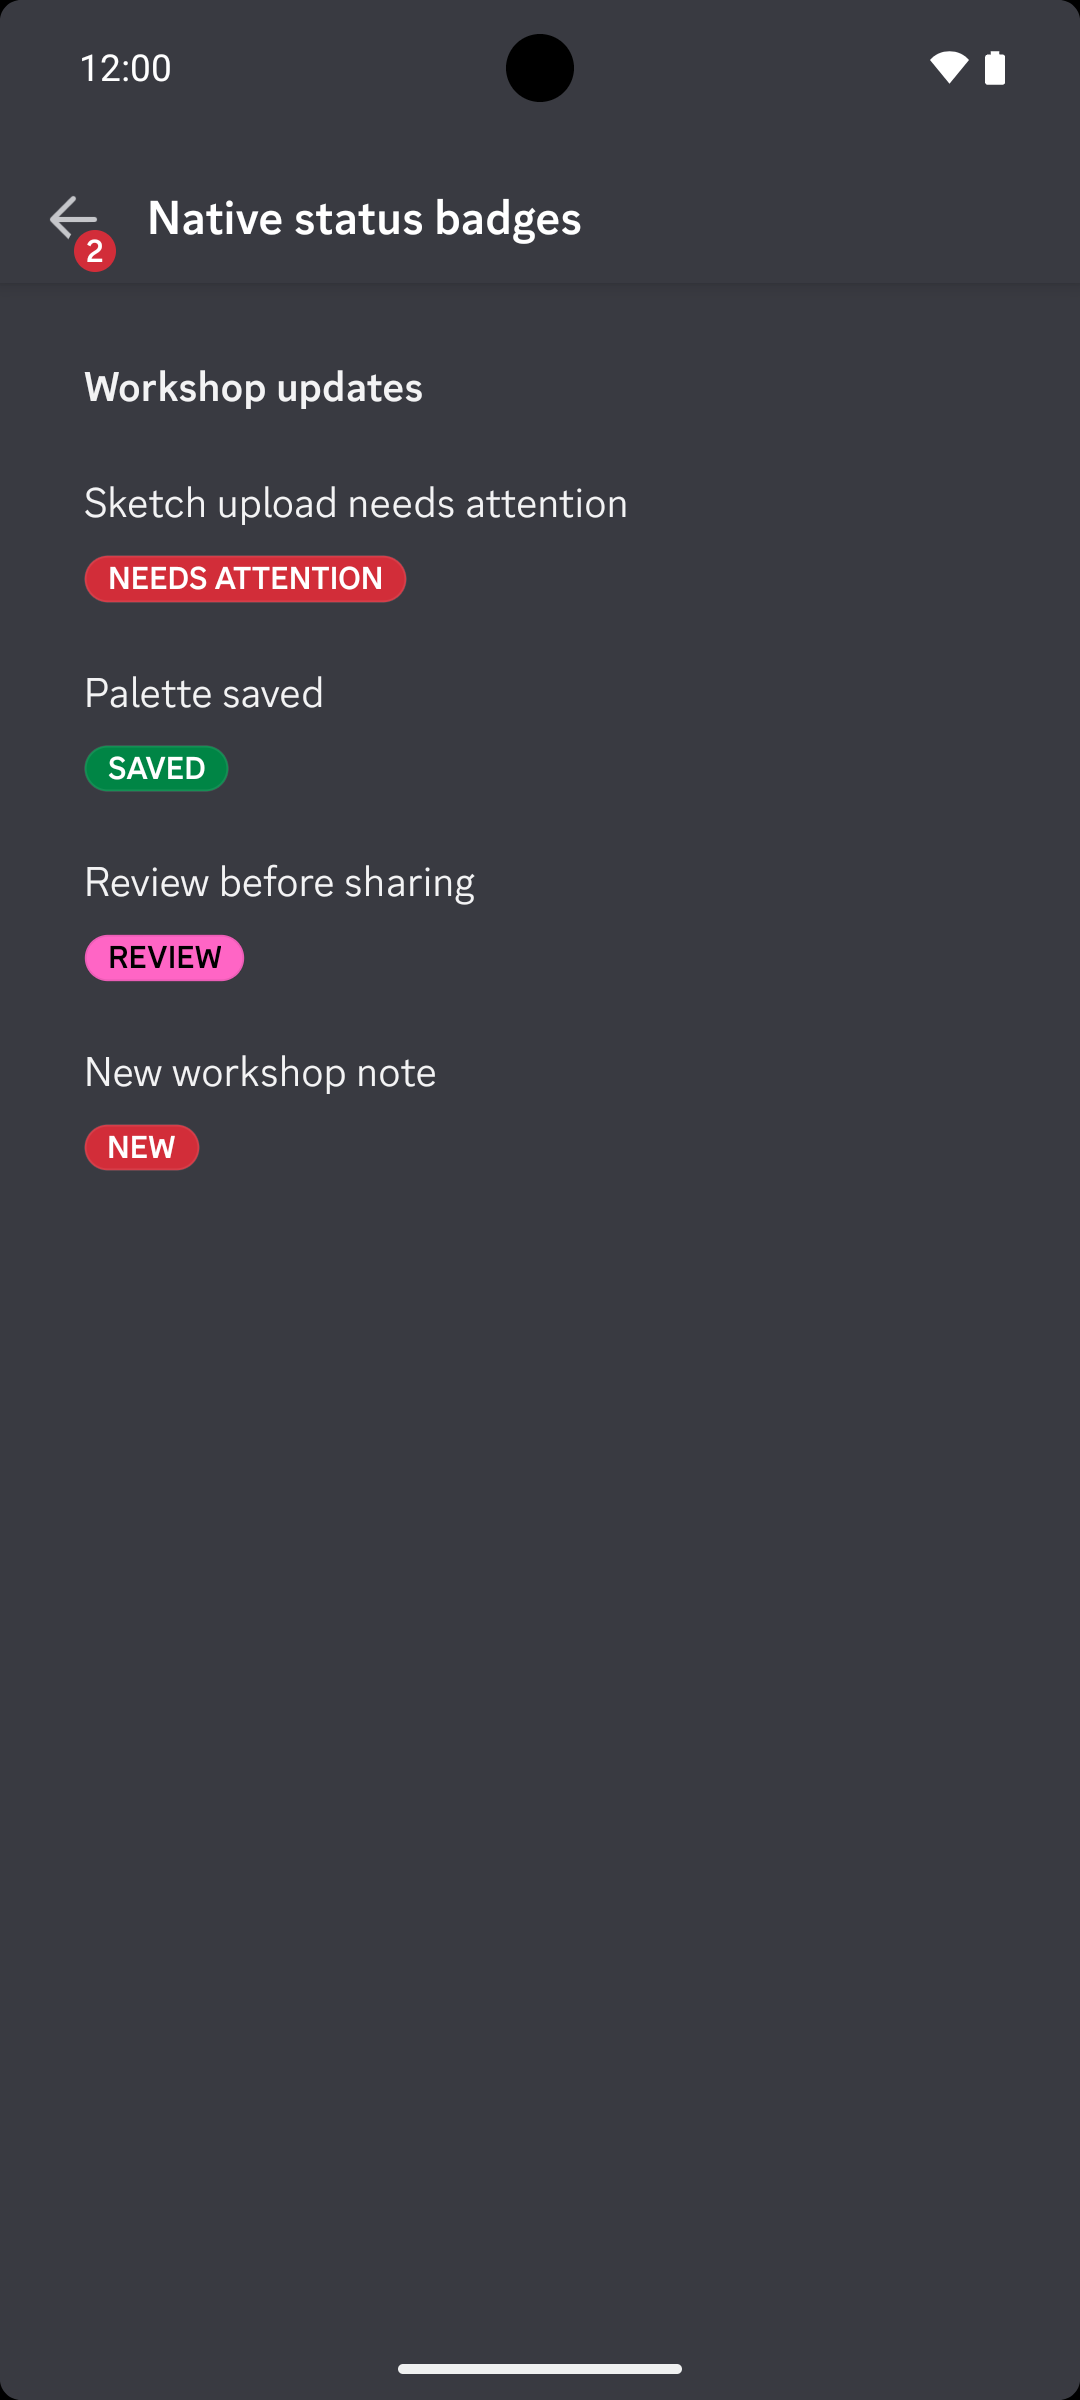 12:00
2
Native status badges
Workshop updates
Sketch upload needs attention
NEEDS ATTENTION
Palette saved
SAVED
Review before sharing
REVIEW
New workshop note
NEW